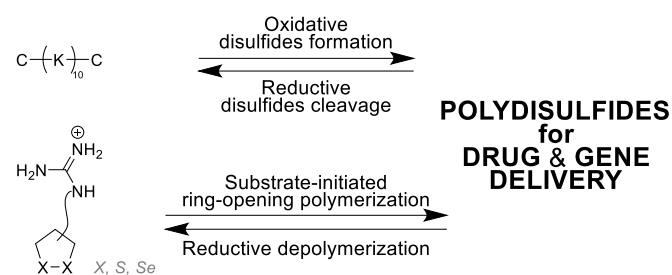 Oxidative
disulfides formation
C-(K)10-C
Reductive
disulfides cleavage
POLYDISULFIDES
for
DRUG & GENE
DELIVERY
⊕
NH2
H2N
NH
Substrate-initiated
ring-opening polymerization
Reductive depolymerization
X-X
X, S, Se